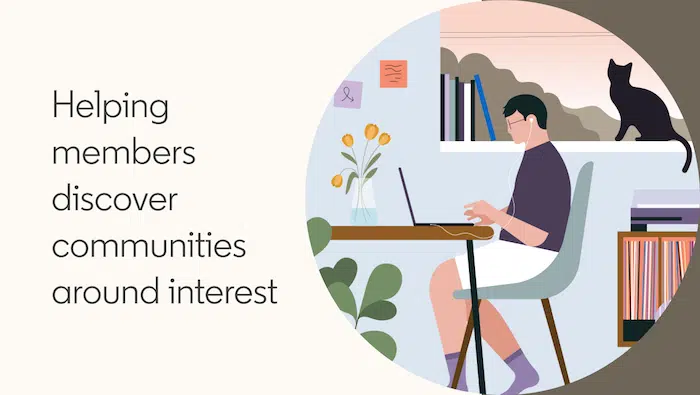 Helping
members
discover
communities
around interest